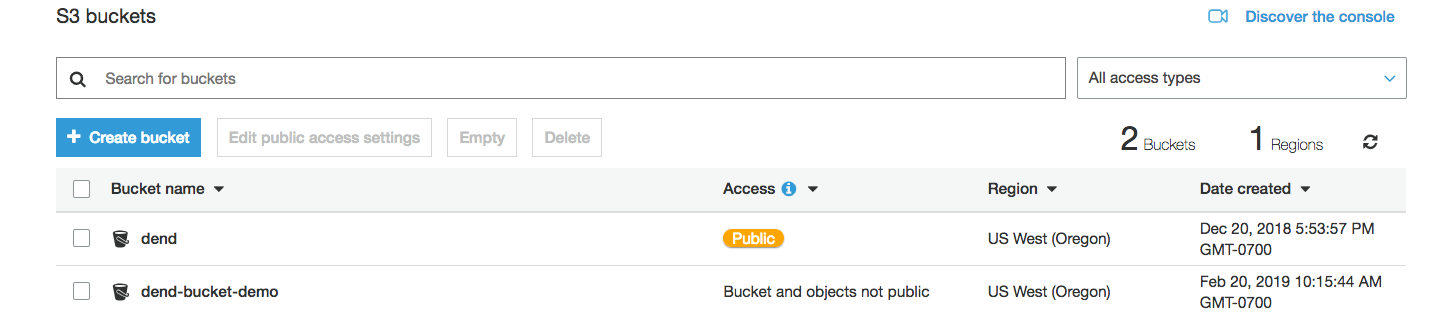 S3 buckets
Discover the console
Search for buckets
All access types
+ Create bucket
Edit public access settings
Empty
Delete
2 Buckets
1 Regions
Bucket name
Access
Region
Date created
dend
Public
US West (Oregon)
Dec 20, 2018 5:53:57 PM
GMT-0700
dend-bucket-demo
Bucket and objects not public
US West (Oregon)
Feb 20, 2019 10:15:44 AM
GMT-0700